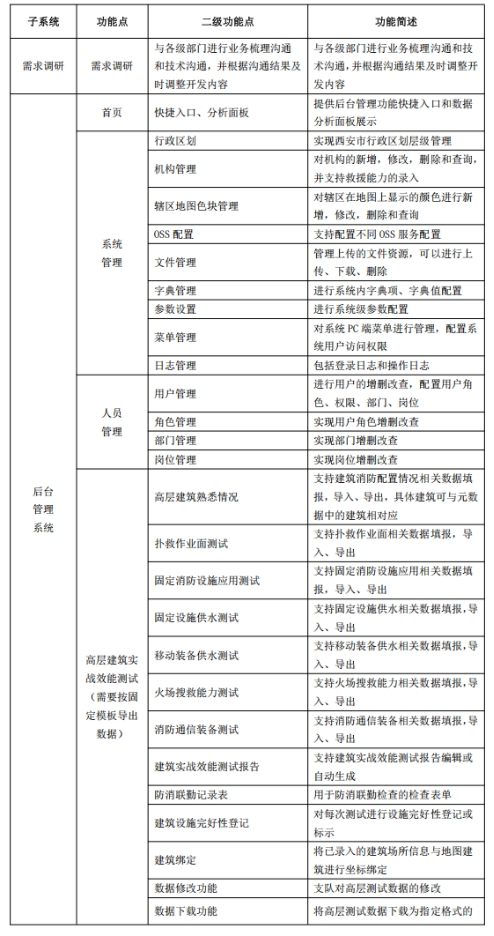 子系统 功能点 二级功能点 功能简述
需求调研 需求调研 与各级部门进行业务梳理沟通和技术沟通，并根据沟通结果及时调整开发内容 与各级部门进行业务梳理沟通和技术沟通，并根据沟通结果及时调整开发内容
后台管理系统
首页 快捷入口、分析面板 提供后台管理功能快捷入口和数据分析面板展示
系统管理
行政区划 实现西安市行政区划层级管理
机构管理 对机构的新增，修改，删除和查询，并支持救援能力的录入
辖区地图色块管理 对辖区在地图上显示的颜色进行新增，修改，删除和查询
OSS 配置 支持配置不同 OSS 服务配置
文件管理 管理上传的文件资源，可以进行上传、下载、删除
字典管理 进行系统内字典项、字典值配置
参数设置 进行系统级参数配置
菜单管理 对系统 PC 端菜单进行管理，配置系统用户访问权限
日志管理 包括登录日志和操作日志
人员管理
用户管理 进行用户的增删改查，配置用户角色、权限、部门、岗位
角色管理 实现用户角色增删改查
部门管理 实现部门增删改查
岗位管理 实现岗位增删改查
高层建筑实战效能测试（需要按固定模板导出数据）
高层建筑熟悉情况 支持建筑消防配置情况相关数据填报，导入、导出，具体建筑可与元数据中的建筑相对应
扑救作业面测试 支持扑救作业面相关数据填报，导入、导出
固定消防设施应用测试 支持固定消防设施应用相关数据填报，导入、导出
固定设施供水测试 支持固定设施供水相关数据填报，导入、导出
移动装备供水测试 支持移动装备供水相关数据填报，导入、导出
火场搜救能力测试 支持火场搜救能力相关数据填报，导入、导出
消防通信装备测试 支持消防通信装备相关数据填报，导入、导出
建筑实战效能测试报告 支持建筑实战效能测试报告编辑或自动生成
防消联勤记录表 用于防消联勤检查的检查表单
建筑设施完好性登记 对每次测试进行设施完好性登记或标示
建筑绑定 将已录入的建筑场所信息与地图建筑进行坐标绑定
数据修改功能 支队对高层测试数据的修改
数据下载功能 将高层测试数据下载为指定格式的